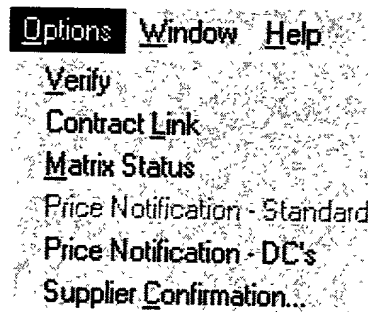 Options Window Help
Verify
Contract Link
Matrix Status
Price Notification - Standard
Price Notification - DC's
Supplier Confirmation...